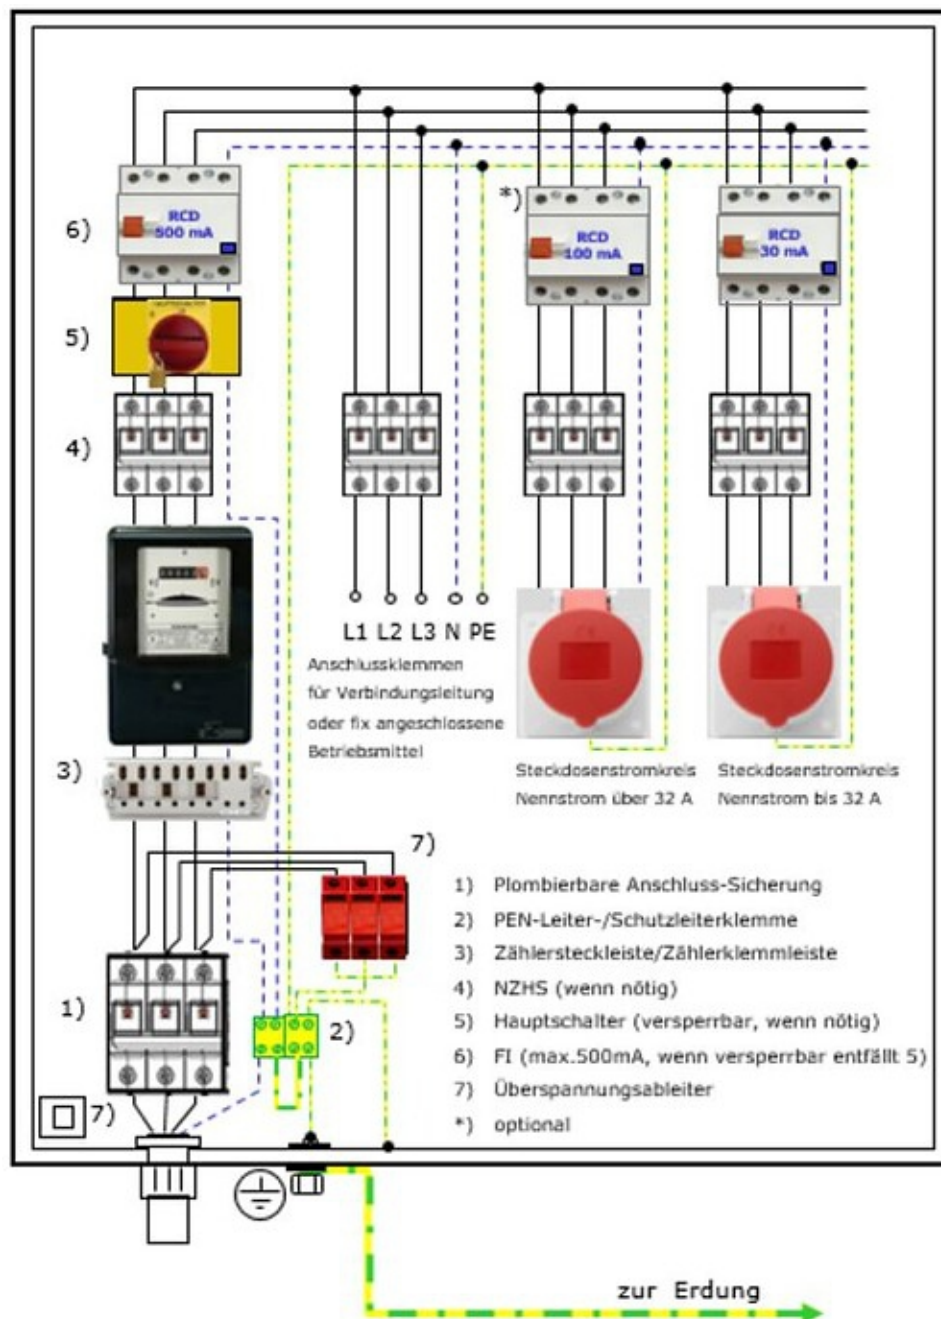 *)
6)
RCD
500 mA
RCD
100 mA
RCD
30 mA
5)
HAUPTSCHALTER
4)
L1 L2 L3 N PE
Anschlussklemmen
für Verbindungsleitung
oder fix angeschlossene
Betriebsmittel
3)
Steckdosenstromkreis
Nennstrom über 32 A
Steckdosenstromkreis
Nennstrom bis 32 A
7)
1) Plombierbare Anschluss-Sicherung
2) PEN-Leiter-/Schutzleiterklemme
3) Zählersteckleiste/Zählerklemmleiste
4) NZHS (wenn nötig)
5) Hauptschalter (versperrbar, wenn nötig)
6) FI (max.500mA, wenn versperrbar entfällt 5)
7) Überspannungsableiter
*) optional
1)
2)
7)
zur Erdung